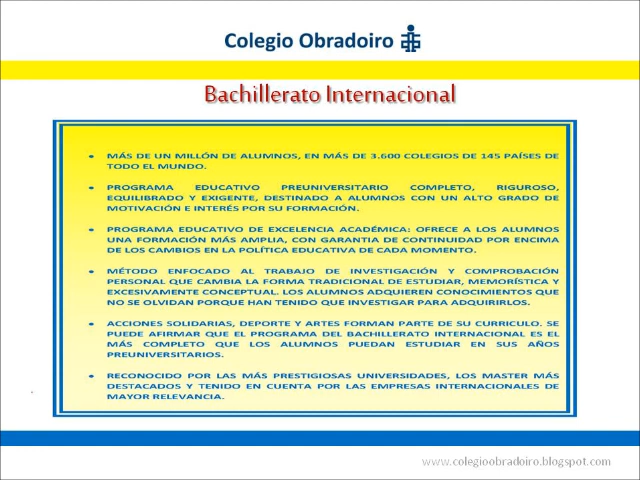 Colegio Obradoiro
Bachillerato Internacional
• MÁS DE UN MILLÓN DE ALUMNOS, EN MÁS DE 3.600 COLEGIOS DE 145 PAÍSES DE
TODO EL MUNDO.
• PROGRAMA EDUCATIVO PREUNIVERSITARIO COMPLETO, RIGUROSO,
EQUILIBRADO Y EXIGENTE, DESTINADO A ALUMNOS CON UN ALTO GRADO DE
MOTIVACIÓN E INTERÉS POR SU FORMACIÓN.
• PROGRAMA EDUCATIVO DE EXCELENCIA ACADÉMICA: OFRECE A LOS ALUMNOS
UNA FORMACIÓN MÁS AMPLIA, CON GARANTIA DE CONTINUIDAD POR ENCIMA
DE LOS CAMBIOS EN LA POLÍTICA EDUCATIVA DE CADA MOMENTO.
• MÉTODO ENFOCADO AL TRABAJO DE INVESTIGACIÓN Y COMPROBACIÓN
PERSONAL QUE CAMBIA LA FORMA TRADICIONAL DE ESTUDIAR, MEMORÍSTICA Y
EXCESIVAMENTE CONCEPTUAL. LOS ALUMNOS ADQUIEREN CONOCIMIENTOS QUE
NO SE OLVIDAN PORQUE HAN TENIDO QUE INVESTIGAR PARA ADQUIRIRLOS.
• ACCIONES SOLIDARIAS, DEPORTE Y ARTES FORMAN PARTE DE SU CURRICULO. SE
PUEDE AFIRMAR QUE EL PROGRAMA DEL BACHILLERATO INTERNACIONAL ES EL
MÁS COMPLETO QUE LOS ALUMNOS PUEDAN ESTUDIAR EN SUS AÑOS
PREUNIVERSITARIOS.
• RECONOCIDO POR LAS MÁS PRESTIGIOSAS UNIVERSIDADES, LOS MASTER MÁS
DESTACADOS Y TENIDO EN CUENTA POR LAS EMPRESAS INTERNACIONALES DE
MAYOR RELEVANCIA.
www.colegioobradoiro.blogspot.com